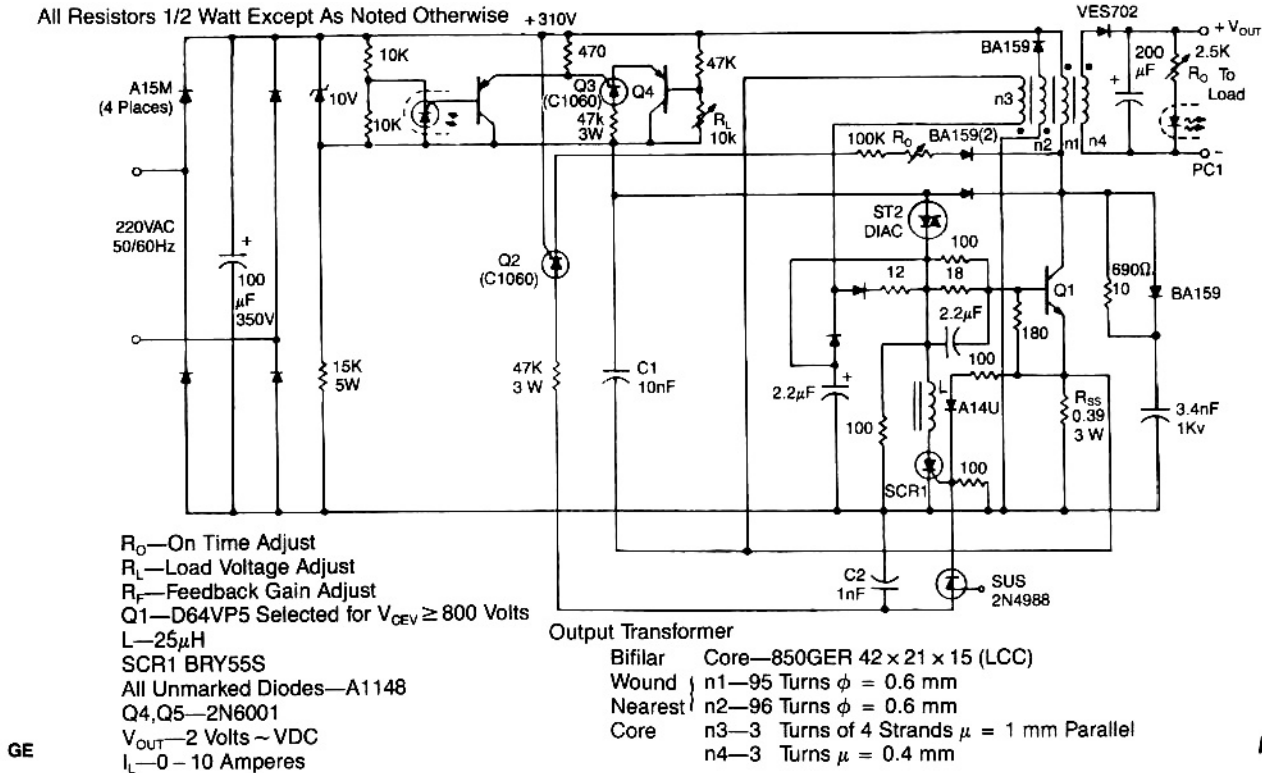 All Resistors 1/2 Watt Except As Noted Otherwise
+310V
VES702
+ VOUT
BA159
10K
470
47K
200
μF
+
2.5K
RO To
Load
A15M
(4 Places)
10V
Q3
(C1060)
Q4
n3
10K
47k
3W
RL
10k
100K
RO
BA159(2)
n2
n1
n4
−
PC1
220VAC
50/60Hz
ST2
DIAC
+
100
μF
350V
Q2
(C1060)
100
12
18
Q1
690Ω
10
BA159
2.2μF
180
15K
5W
47K
3 W
C1
10nF
+
2.2μF
100
L
A14U
RSS
0.39
3 W
3.4nF
1Kv
100
100
SCR1
C2
1nF
SUS
2N4988
RO—On Time Adjust
RL—Load Voltage Adjust
RF—Feedback Gain Adjust
Q1—D64VP5 Selected for VCEV ≥ 800 Volts
L—25μH
SCR1 BRY55S
All Unmarked Diodes—A1148
Q4,Q5—2N6001
VOUT—2 Volts ~ VDC
IL—0 – 10 Amperes
GE
Output Transformer
Bifilar Core—850GER 42 × 21 × 15 (LCC)
Wound n1—95 Turns ϕ = 0.6 mm
Nearest n2—96 Turns ϕ = 0.6 mm
Core n3—3 Turns of 4 Strands μ = 1 mm Parallel
n4—3 Turns μ = 0.4 mm